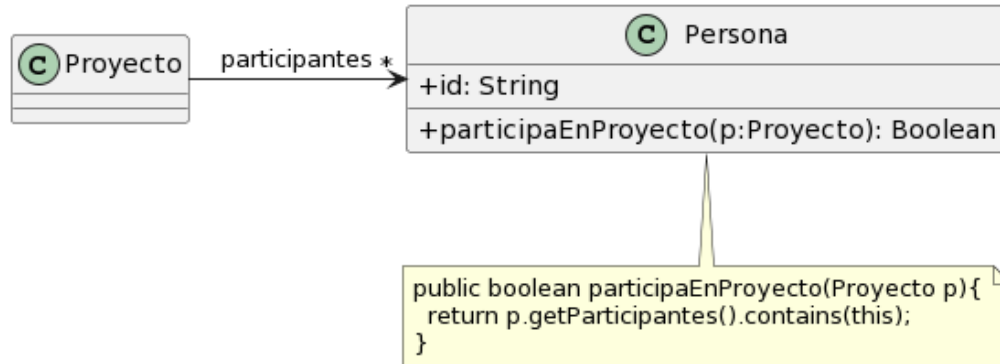 C Proyecto
participantes *
C Persona
+id: String
+participaEnProyecto(p:Proyecto): Boolean
public boolean participaEnProyecto(Proyecto p){
return p.getParticipantes().contains(this);
}